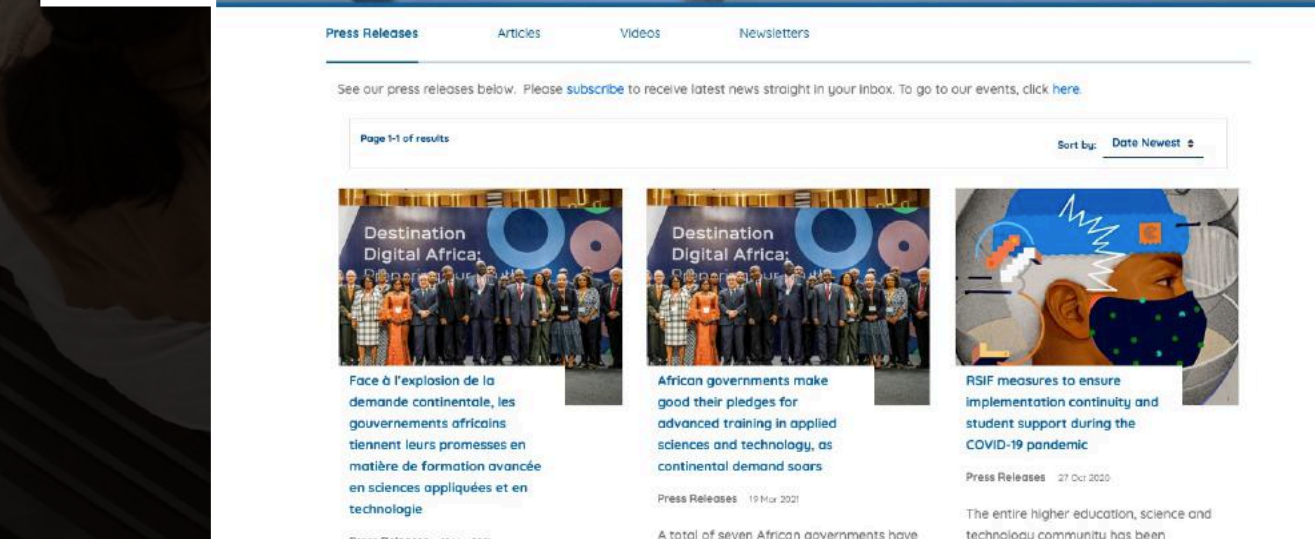 Press Releases
Articles
Videos
Newsletters
See our press releases below. Please subscribe to receive latest news straight in your inbox. To go to our events, click here.
Page 1-1 of results
Sort by: Date Newest
Destination
Digital Africa:
Face à l'explosion de la
demande continentale, les
gouvernements africains
tiennent leurs promesses en
matière de formation avancée
en sciences appliquées et en
technologie
Press Releases
Destination
Digital Africa:
African governments make
good their pledges for
advanced training in applied
sciences and technology, as
continental demand soars
Press Releases 19 Mar 2021
A total of seven African governments have
RSIF measures to ensure
implementation continuity and
student support during the
COVID-19 pandemic
Press Releases 27 Oct 2020
The entire higher education, science and
technology community has been